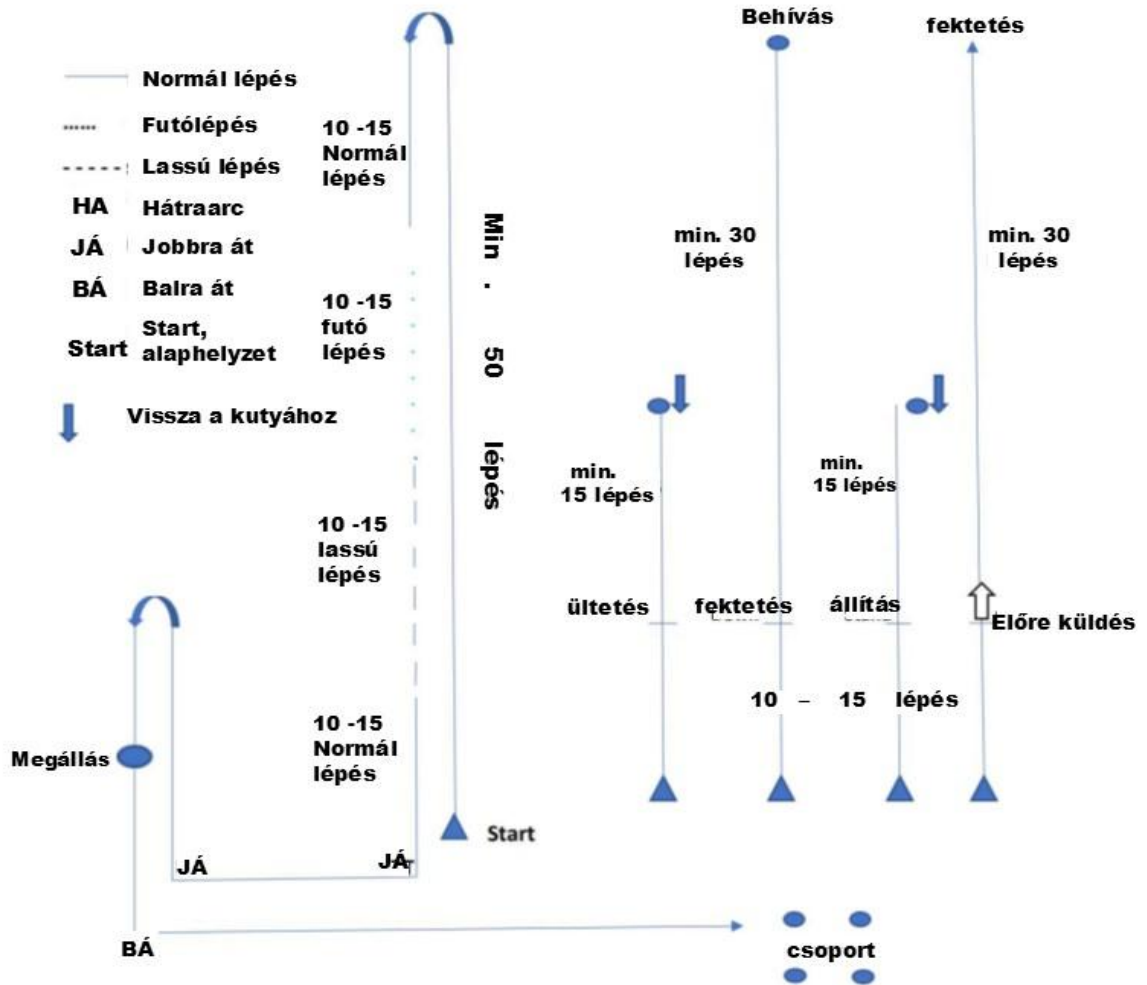 Normál lépés
Futólépés
Lassú lépés
HA Hátraarc
JÁ Jobbra át
BÁ Balra át
Start Start,
alaphelyzet
Vissza a kutyához
10 -15
Normál
lépés
10 -15
futó
lépés
10 -15
lassú
lépés
10 -15
Normál
lépés
Min. 50 lépés
Start
Megállás
JÁ
JÁ
BÁ
Behívás
fektetés
min. 30
lépés
min. 30
lépés
min.
15 lépés
min.
15 lépés
ültetés
fektetés
állítás
Előre küldés
10 – 15 lépés
csoport